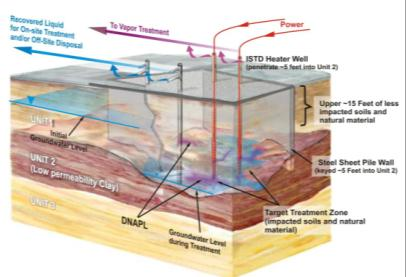 Recovered Liquid
for On-site Treatment
and/or Off-Site Disposal
To Vapor Treatment
Power
ISTD Heater Well
(penetrate ~5 feet into Unit 2)
Upper ~15 Feet of less
impacted soils and
natural material
UNIT 1
Initial
Groundwater Level
Steel Sheet Pile Wall
(keyed ~5 Feet into Unit 2)
UNIT 2
(Low permeability Clay)
UNIT
DNAPL
Groundwater Level
during Treatment
Target Treatment Zone
(impacted soils and natural
material)